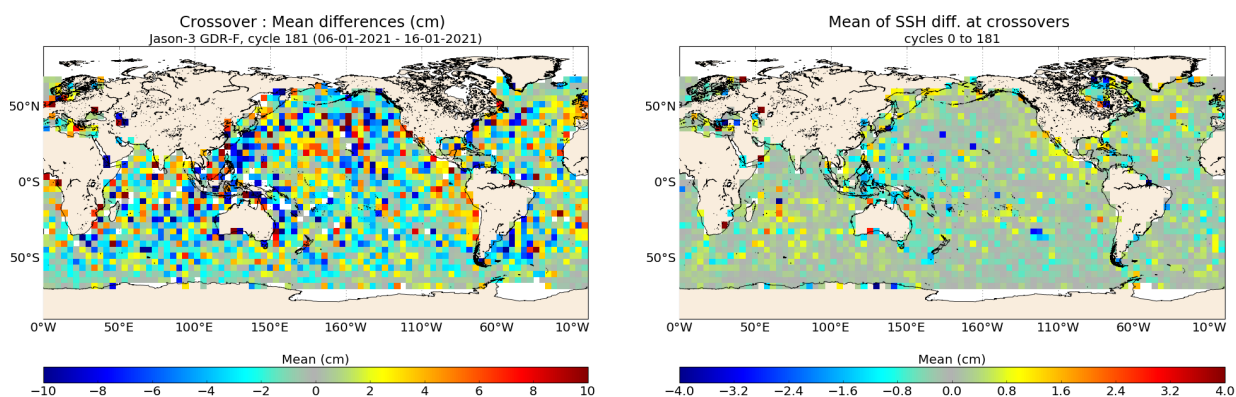 Crossover : Mean differences (cm)
Jason-3 GDR-F, cycle 181 (06-01-2021 - 16-01-2021)
50°N
0°S
50°S
0°W 50°E 100°E 150°E 160°W 110°W 60°W 10°W
Mean (cm)
−10 −8 −6 −4 −2 0 2 4 6 8 10
Mean of SSH diff. at crossovers
cycles 0 to 181
50°N
0°S
50°S
0°W 50°E 100°E 150°E 160°W 110°W 60°W 10°W
Mean (cm)
−4.0 −3.2 −2.4 −1.6 −0.8 0.0 0.8 1.6 2.4 3.2 4.0